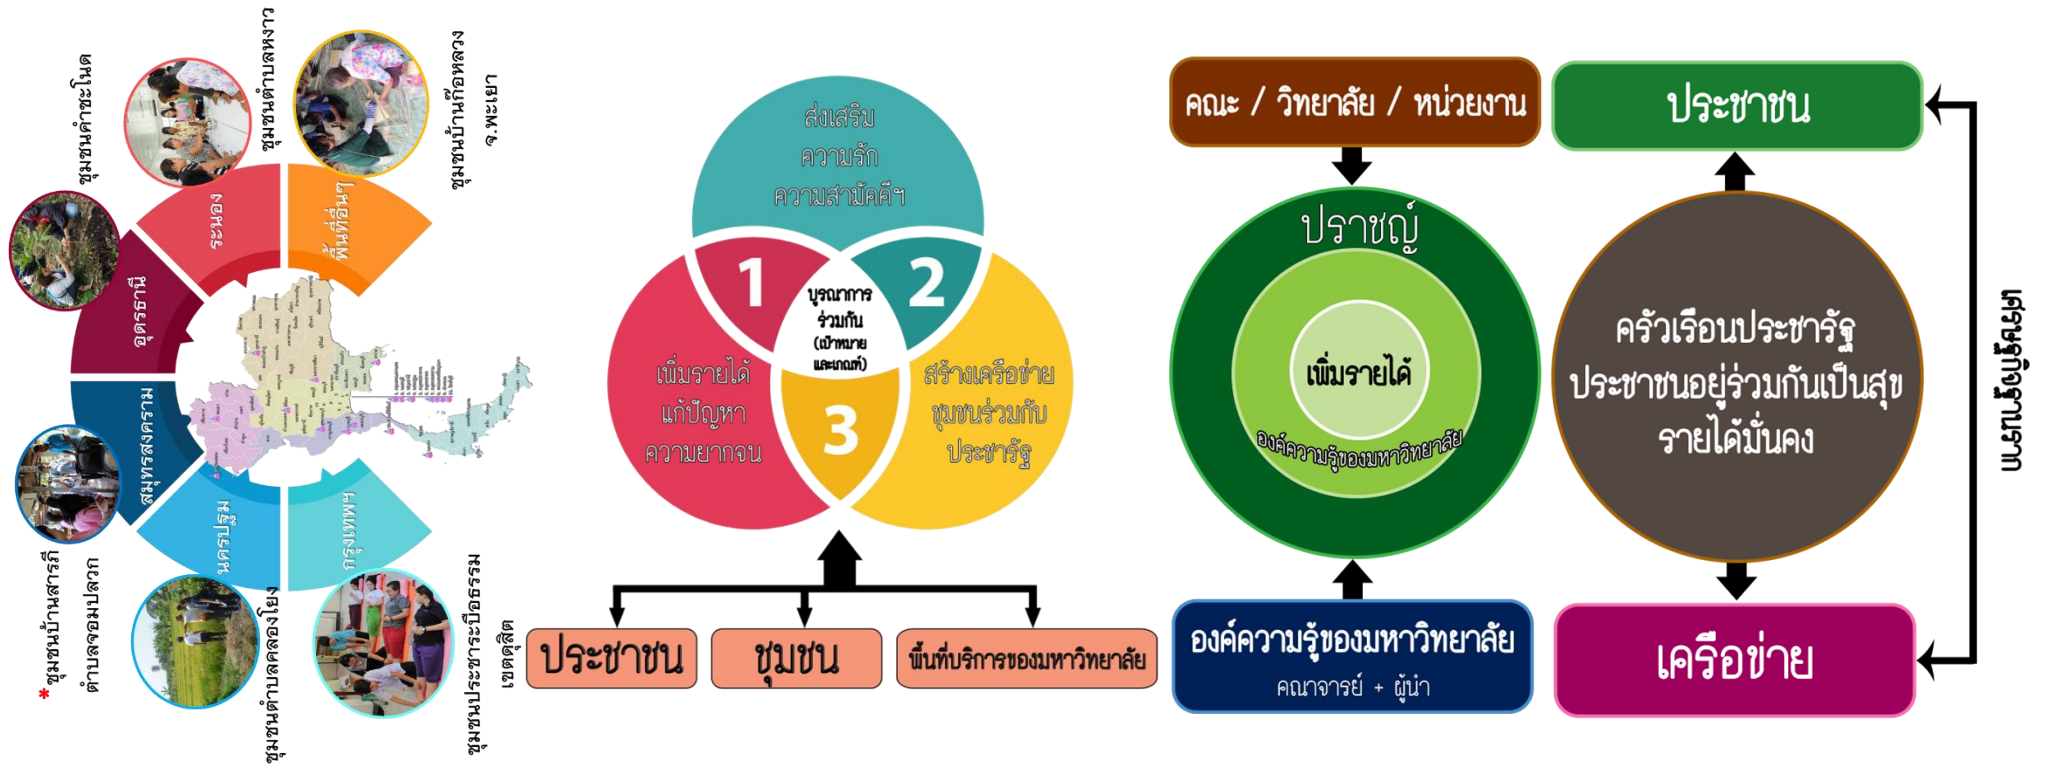 ชุมชนคำชะโนด
ชุมชนตำบลหงาว
ชุมชนบ้านก๊อหลวง
จ.พะเยา
พื้นที่อื่นๆ
ระนอง
อุดรธานี
สมุทรสงคราม
นครปฐม
กรุงเทพฯ
*ชุมชนบ้านสารภี
ตำบลจอมปลวก
ชุมชนตำบลคลองโยง
ชุมชนประชาระบือธรรม
เขตดุสิต
ส่งเสริม
ความรัก
ความสามัคคีฯ
1
2
3
บูรณาการ
ร่วมกัน
(เป้าหมาย
และเกณฑ์)
เพิ่มรายได้
แก้ปัญหา
ความยากจน
สร้างเครือข่าย
ชุมชนร่วมกับ
ประชารัฐ
ประชาชน
ชุมชน
พื้นที่บริการของมหาวิทยาลัย
คณะ / วิทยาลัย / หน่วยงาน
ปราชญ์
เพิ่มรายได้
องค์ความรู้ของมหาวิทยาลัย
องค์ความรู้ของมหาวิทยาลัย
คณาจารย์ + ผู้นำ
ประชาชน
ครัวเรือนประชารัฐ
ประชาชนอยู่ร่วมกันเป็นสุข
รายได้มั่นคง
เครือข่าย
เศรษฐกิจฐานราก